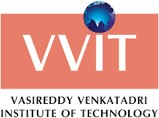 VVIT
VASIREDDY VENKATADRI
INSTITUTE OF TECHNOLOGY